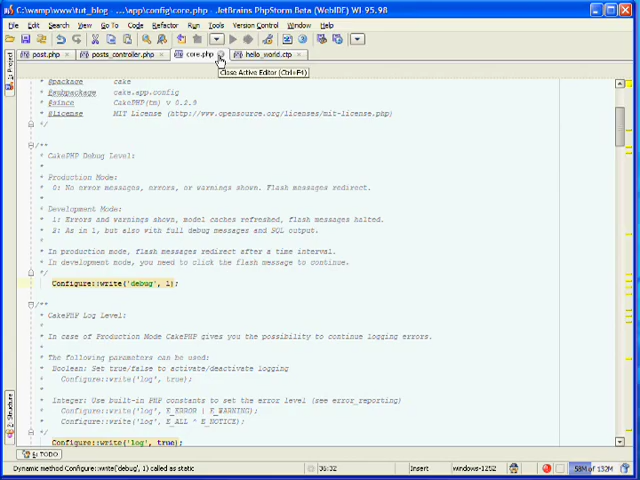 C:\wamp\www\tut_blog - ...\app\config\core.php - JetBrains PhpStorm Beta (WebIDE) WI-95.98
File Edit Search View Go To Code Refactor Run Tools Version Control Window Help
post.php posts_controller.php core.php hello_world.ctp
Close Active Editor (Ctrl+F4)
1: Project
* @package cake
* @subpackage cake.app.config
* @since CakePHP(tm) v 0.2.9
* @license MIT License (http://www.opensource.org/licenses/mit-license.php)
*/
/**
* CakePHP Debug Level:
*
* Production Mode:
* 0: No error messages, errors, or warnings shown. Flash messages redirect.
*
* Development Mode:
* 1: Errors and warnings shown, model caches refreshed, flash messages halted.
* 2: As in 1, but also with full debug messages and SQL output.
*
* In production mode, flash messages redirect after a time interval.
* In development mode, you need to click the flash message to continue.
*/
Configure::write('debug', 1);
/**
* CakePHP Log Level:
*
* In case of Production Mode CakePHP gives you the possibility to continue logging errors.
*
* The following parameters can be used:
* Boolean: Set true/false to activate/deactivate logging
* Configure::write('log', true);
*
* Integer: Use built-in PHP constants to set the error level (see error_reporting)
* Configure::write('log', E_ERROR | E_WARNING);
* Configure::write('log', E_ALL ^ E_NOTICE);
*/
Configure::write('log', true);
Structure
6: TODO
Dynamic method Configure::write('debug', 1) called as static 36:32 Insert windows-1252 58M of 132M